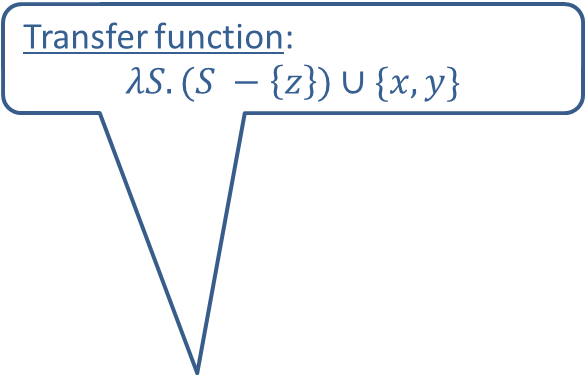 Transfer function:
λS. (S − {z}) ∪ {x, y}